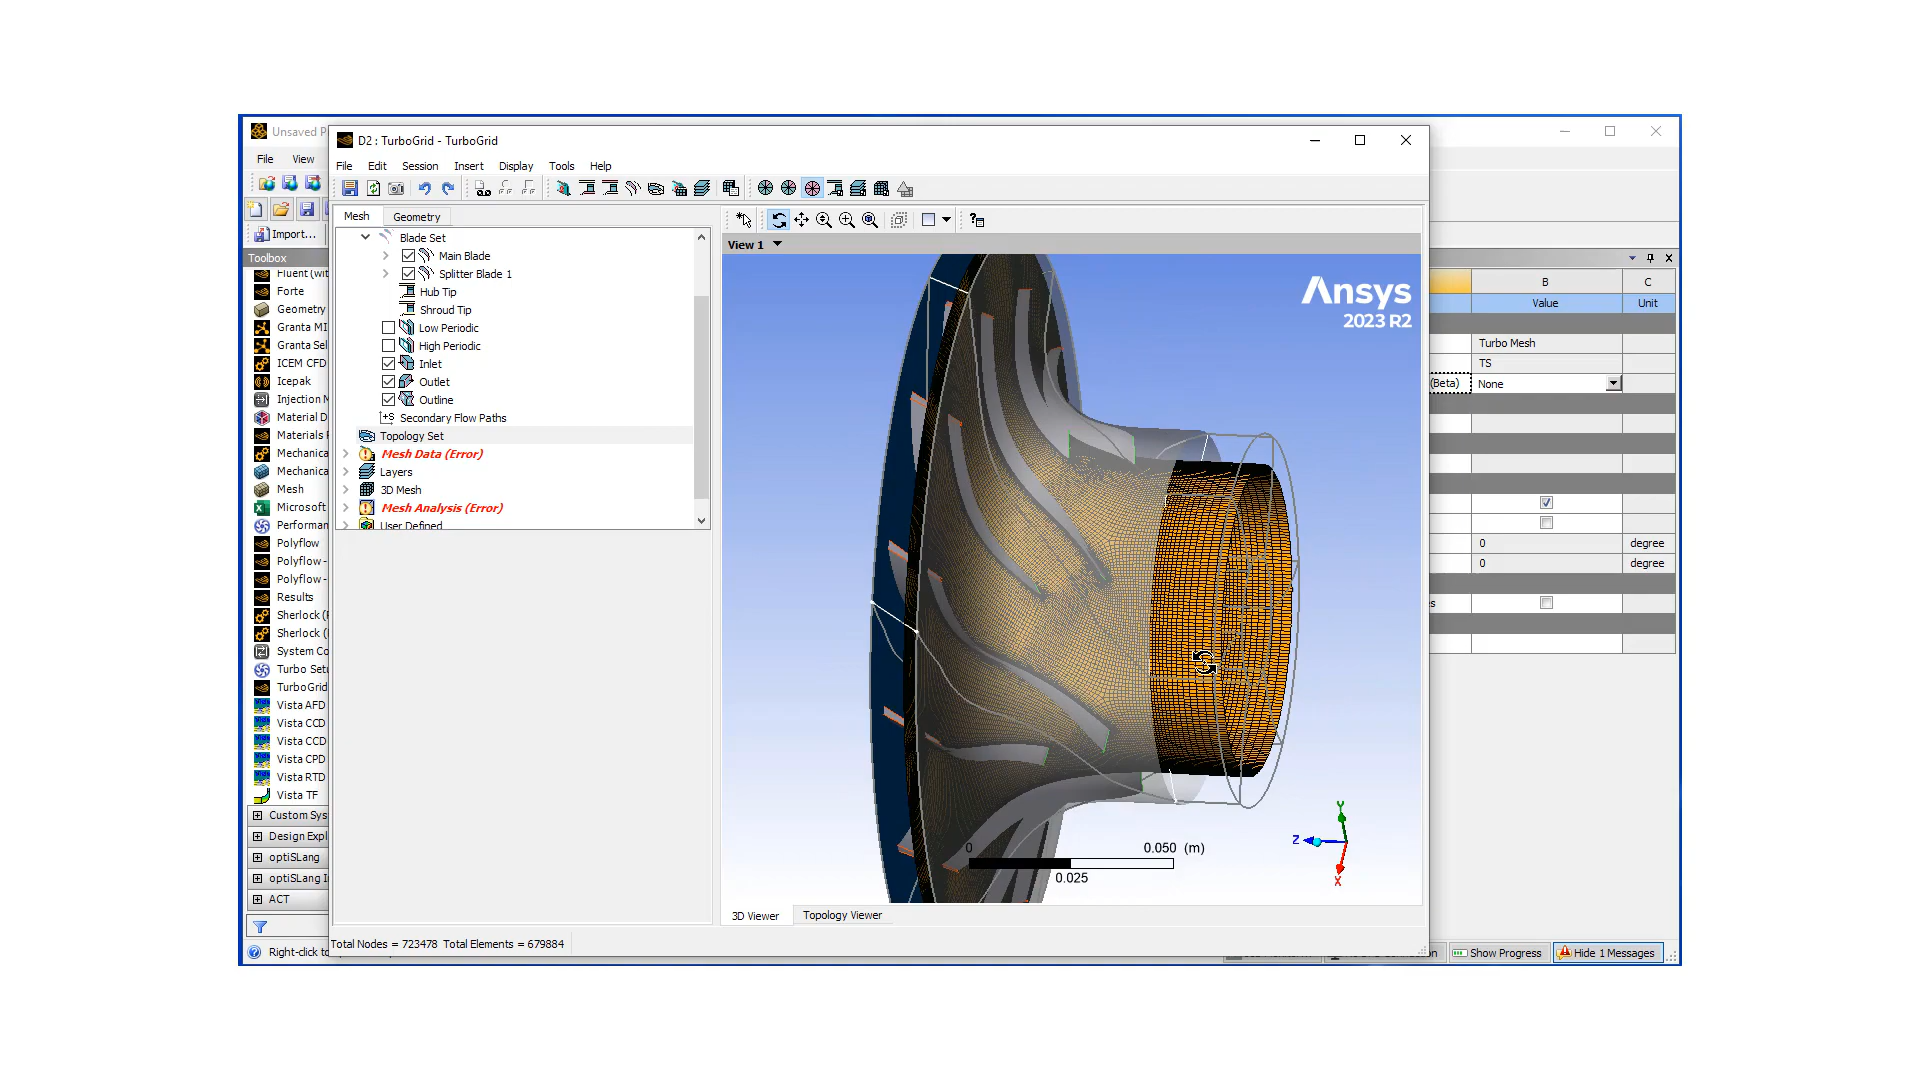 Unsaved P
File View
Import...
Toolbox
Fluent (wit
Forte
Geometry
Granta MI
Granta Sel
ICEM CFD
Icepak
Injection M
Material D
Materials P
Mechanica
Mechanica
Mesh
Microsoft
Performan
Polyflow
Polyflow -
Polyflow -
Results
Sherlock (
Sherlock (
System Co
Turbo Setu
TurboGrid
Vista AFD
Vista CCD
Vista CCD
Vista CPD
Vista RTD
Vista TF
Custom Sys
Design Expl
optiSLang
optiSLang I
ACT
Right-click to
D2 : TurboGrid - TurboGrid
File Edit Session Insert Display Tools Help
Mesh Geometry
Blade Set
Main Blade
Splitter Blade 1
Hub Tip
Shroud Tip
Low Periodic
High Periodic
Inlet
Outlet
Outline
Secondary Flow Paths
Topology Set
Mesh Data (Error)
Layers
3D Mesh
Mesh Analysis (Error)
User Defined
Total Nodes = 723478 Total Elements = 679884
View 1
Ansys
2023 R2
0 0.050 (m)
0.025
Y
Z
X
3D Viewer Topology Viewer
B C
Value Unit
Turbo Mesh
TS
(Beta) None
0 degree
0 degree
s
Show Progress Hide 1 Messages